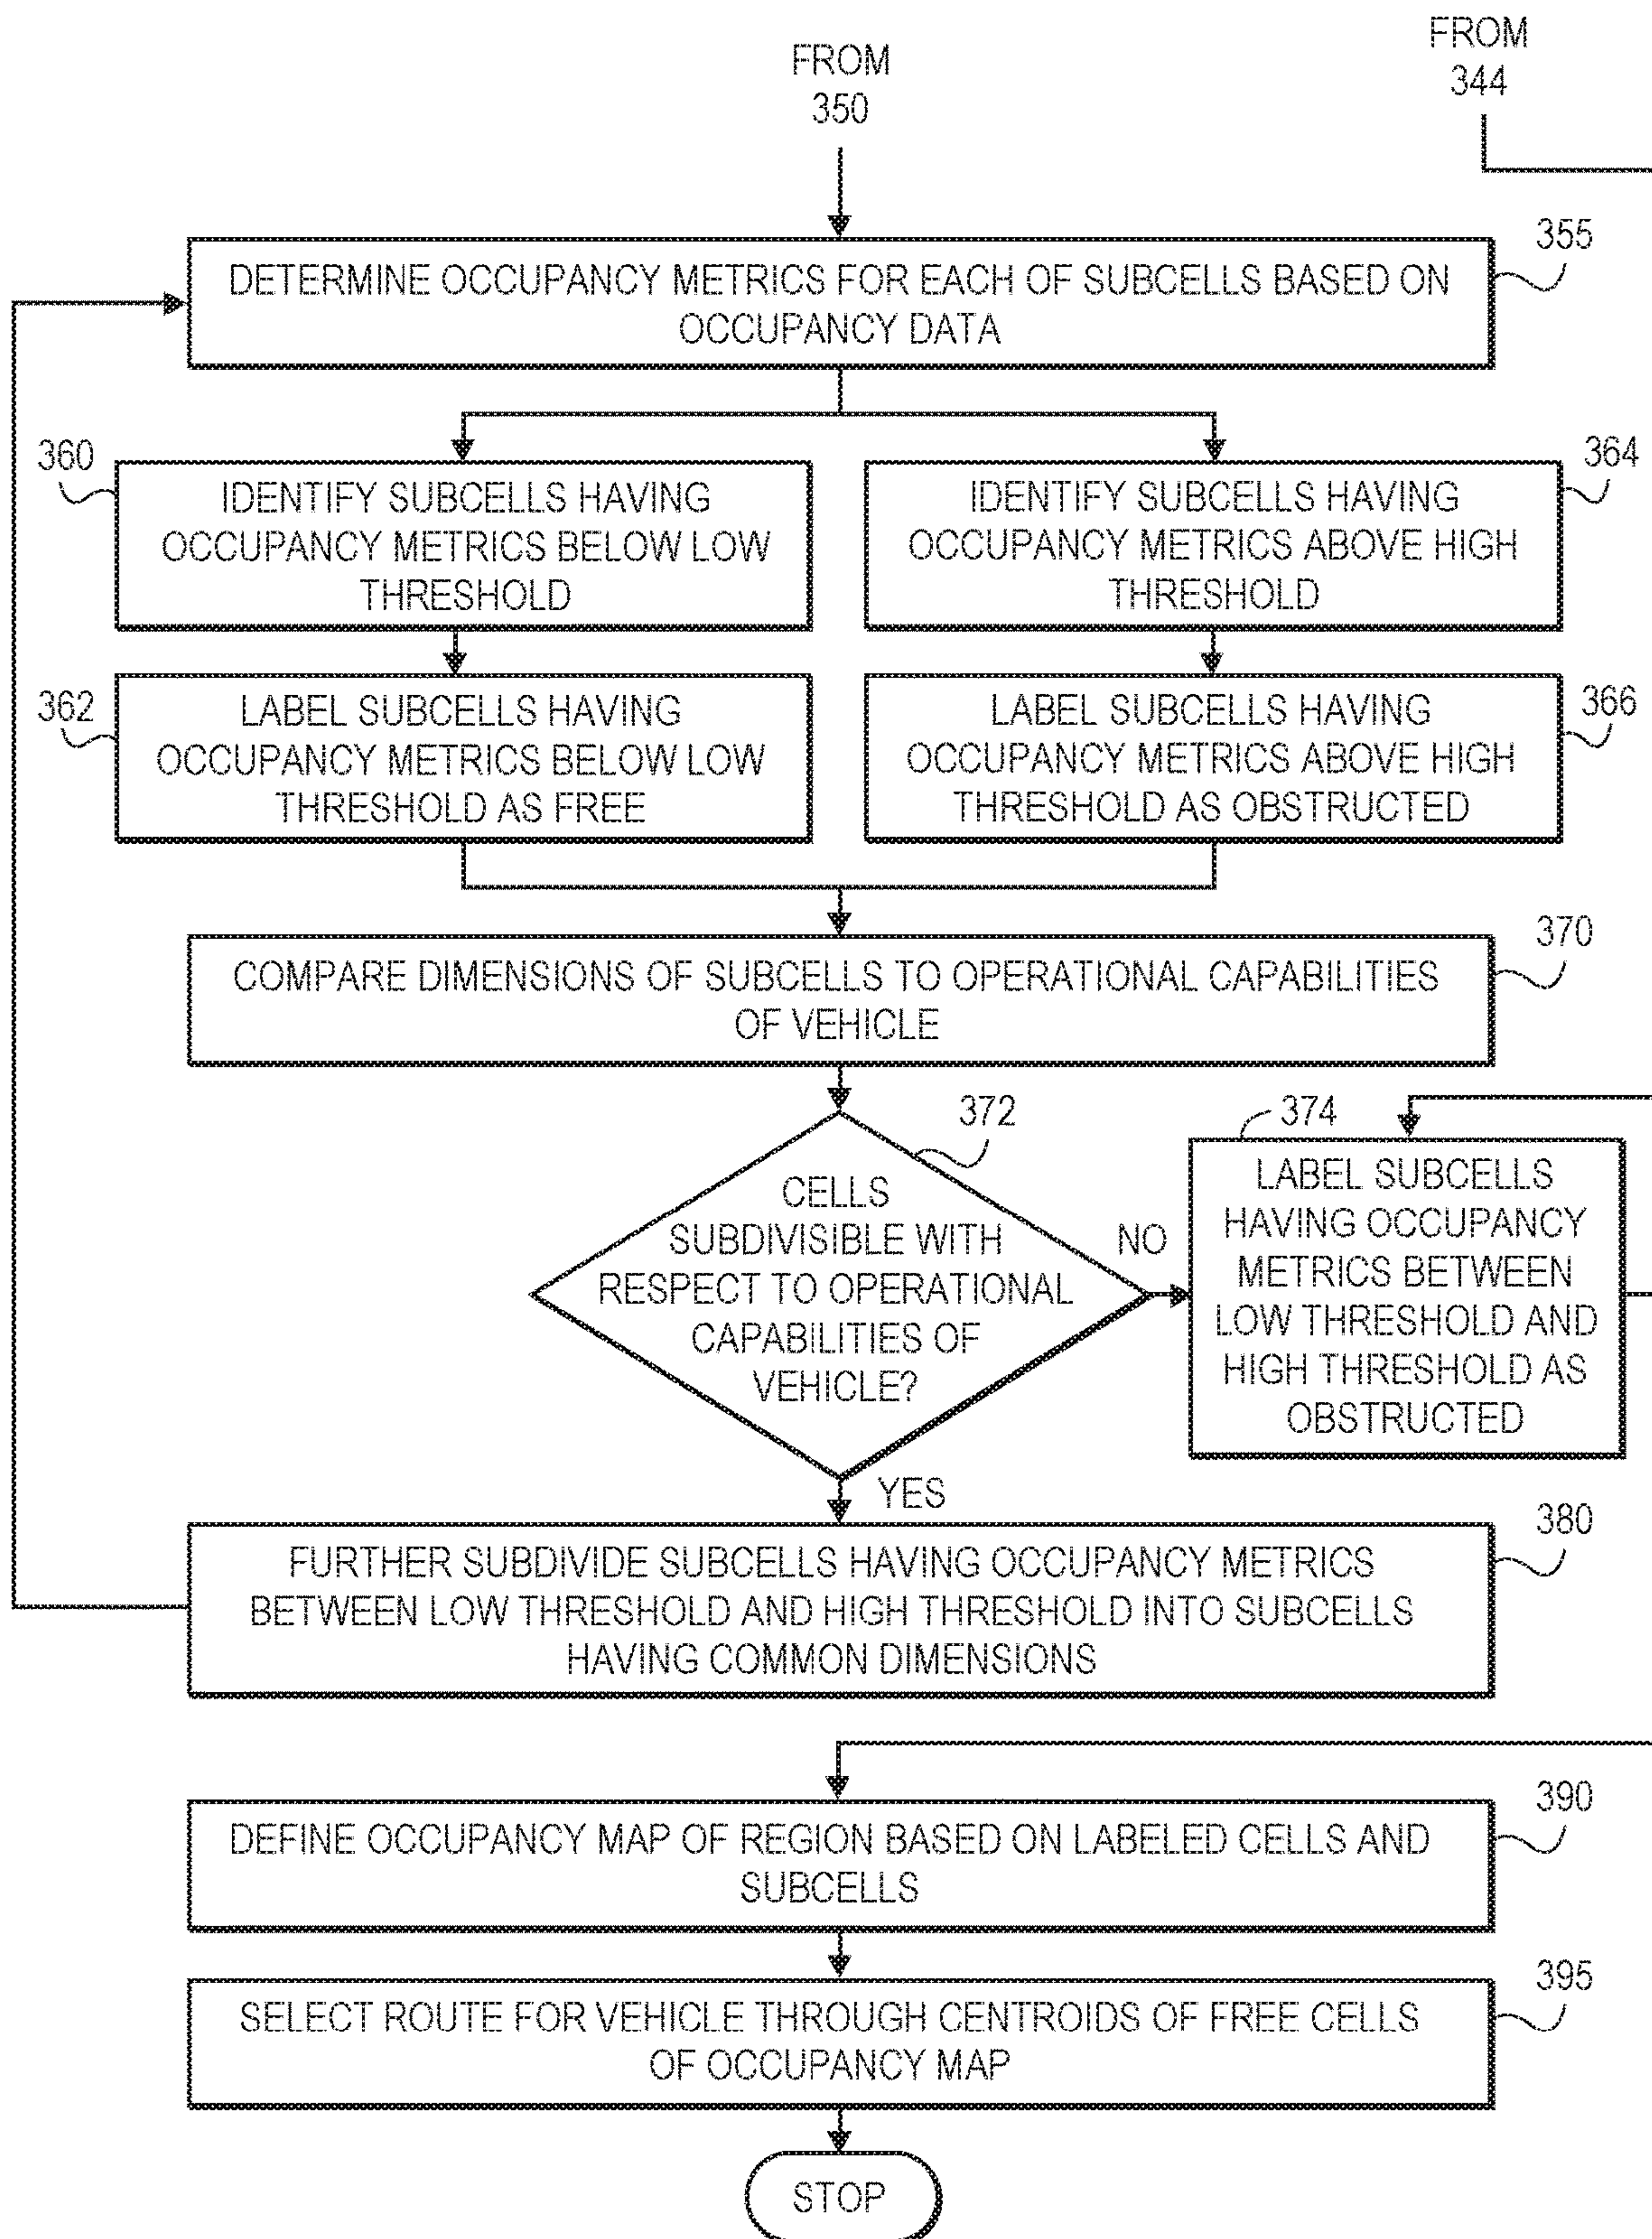 FROM
344
FROM
350
355
DETERMINE OCCUPANCY METRICS FOR EACH OF SUBCELLS BASED ON
OCCUPANCY DATA
360
IDENTIFY SUBCELLS HAVING
OCCUPANCY METRICS BELOW LOW
THRESHOLD
364
IDENTIFY SUBCELLS HAVING
OCCUPANCY METRICS ABOVE HIGH
THRESHOLD
362
LABEL SUBCELLS HAVING
OCCUPANCY METRICS BELOW LOW
THRESHOLD AS FREE
366
LABEL SUBCELLS HAVING
OCCUPANCY METRICS ABOVE HIGH
THRESHOLD AS OBSTRUCTED
370
COMPARE DIMENSIONS OF SUBCELLS TO OPERATIONAL CAPABILITIES
OF VEHICLE
372
CELLS
SUBDIVISIBLE WITH
RESPECT TO OPERATIONAL
CAPABILITIES OF
VEHICLE?
NO
374
LABEL SUBCELLS
HAVING OCCUPANCY
METRICS BETWEEN
LOW THRESHOLD AND
HIGH THRESHOLD AS
OBSTRUCTED
YES
380
FURTHER SUBDIVIDE SUBCELLS HAVING OCCUPANCY METRICS
BETWEEN LOW THRESHOLD AND HIGH THRESHOLD INTO SUBCELLS
HAVING COMMON DIMENSIONS
390
DEFINE OCCUPANCY MAP OF REGION BASED ON LABELED CELLS AND
SUBCELLS
395
SELECT ROUTE FOR VEHICLE THROUGH CENTROIDS OF FREE CELLS
OF OCCUPANCY MAP
STOP